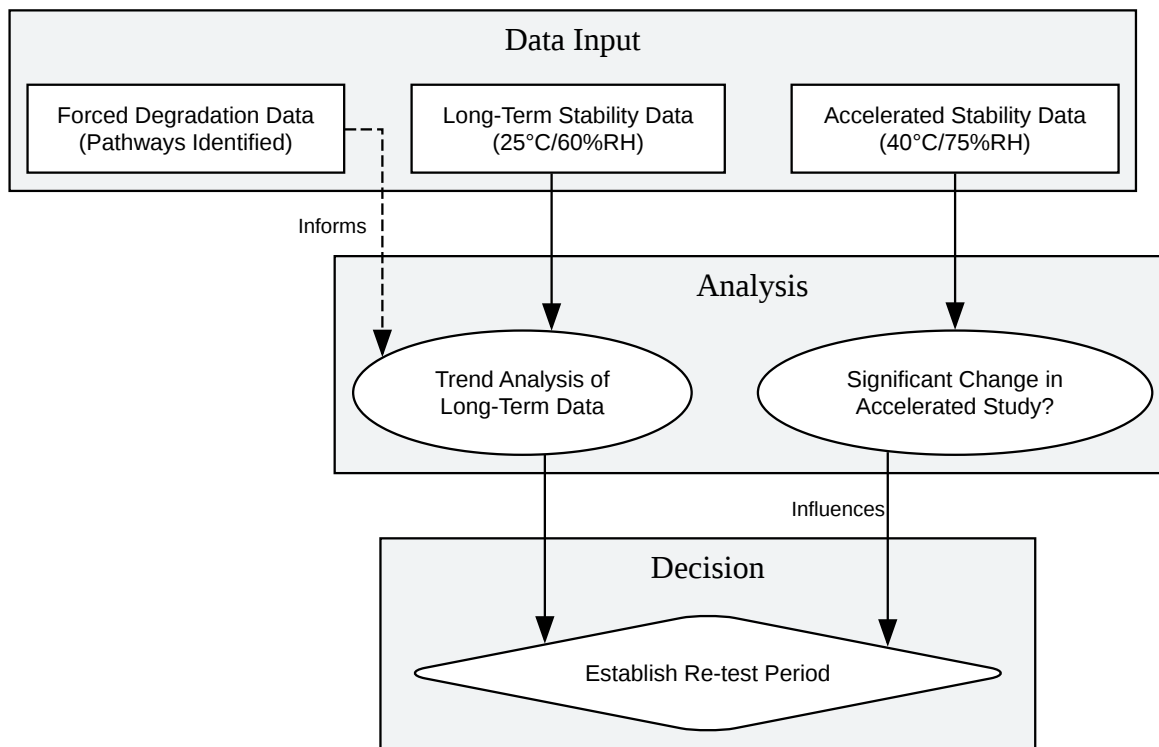 Data Input
Forced Degradation Data
(Pathways Identified)
Long-Term Stability Data
(25°C/60%RH)
Accelerated Stability Data
(40°C/75%RH)
Informs
Analysis
Trend Analysis of
Long-Term Data
Significant Change in
Accelerated Study?
Influences
Decision
Establish Re-test Period